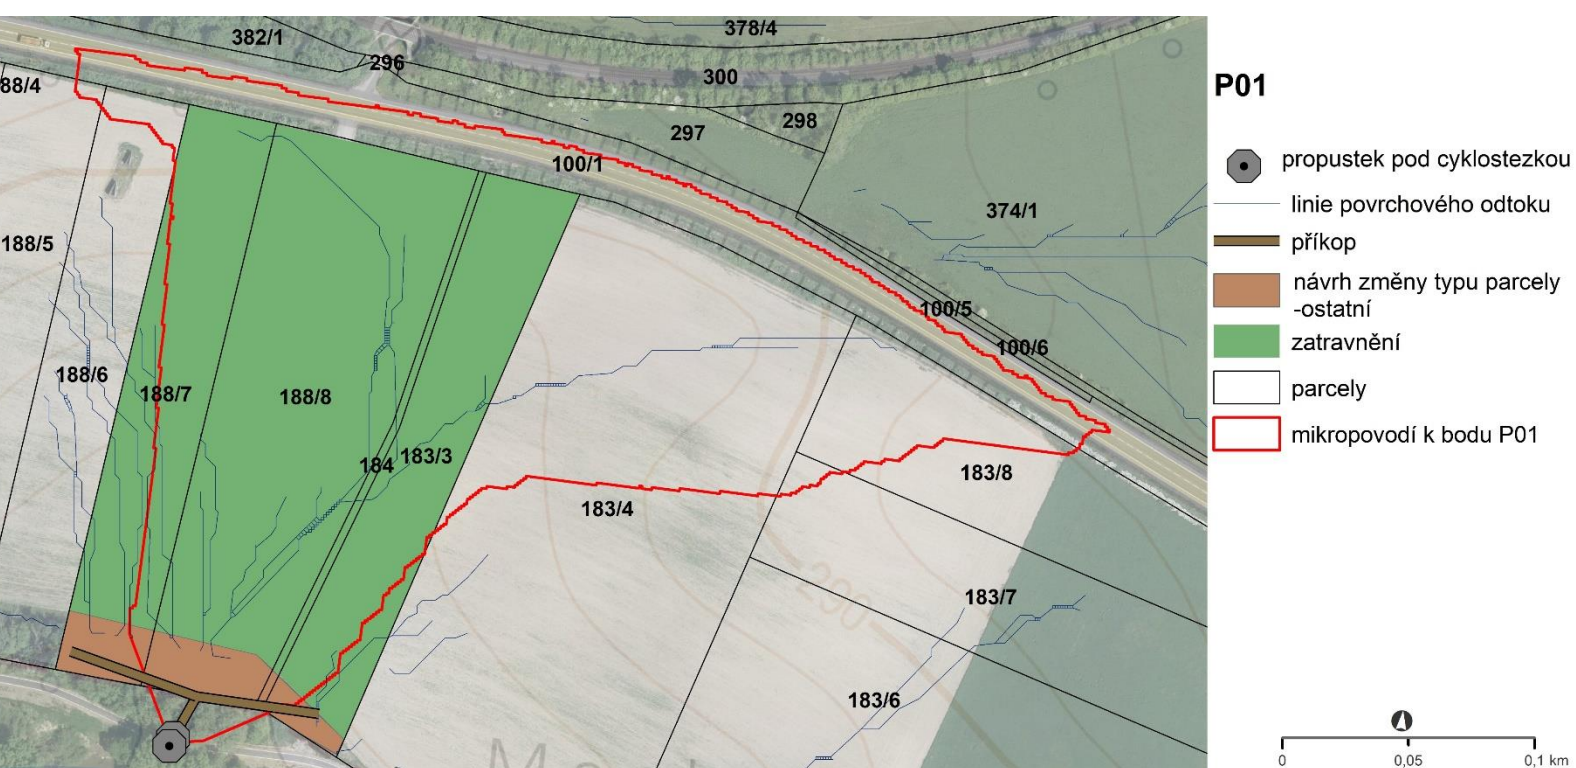 378/4
382/1
296
300
88/4
298
297
100/1
374/1
188/5
100/5
100/6
188/6
188/7
188/8
184
183/3
183/8
183/4
290
183/7
183/6
P01
propustek pod cyklostezkou
linie povrchového odtoku
příkop
návrh změny typu parcely
-ostatní
zatravnění
parcely
mikropovodí k bodu P01
0
0,05
0,1 km